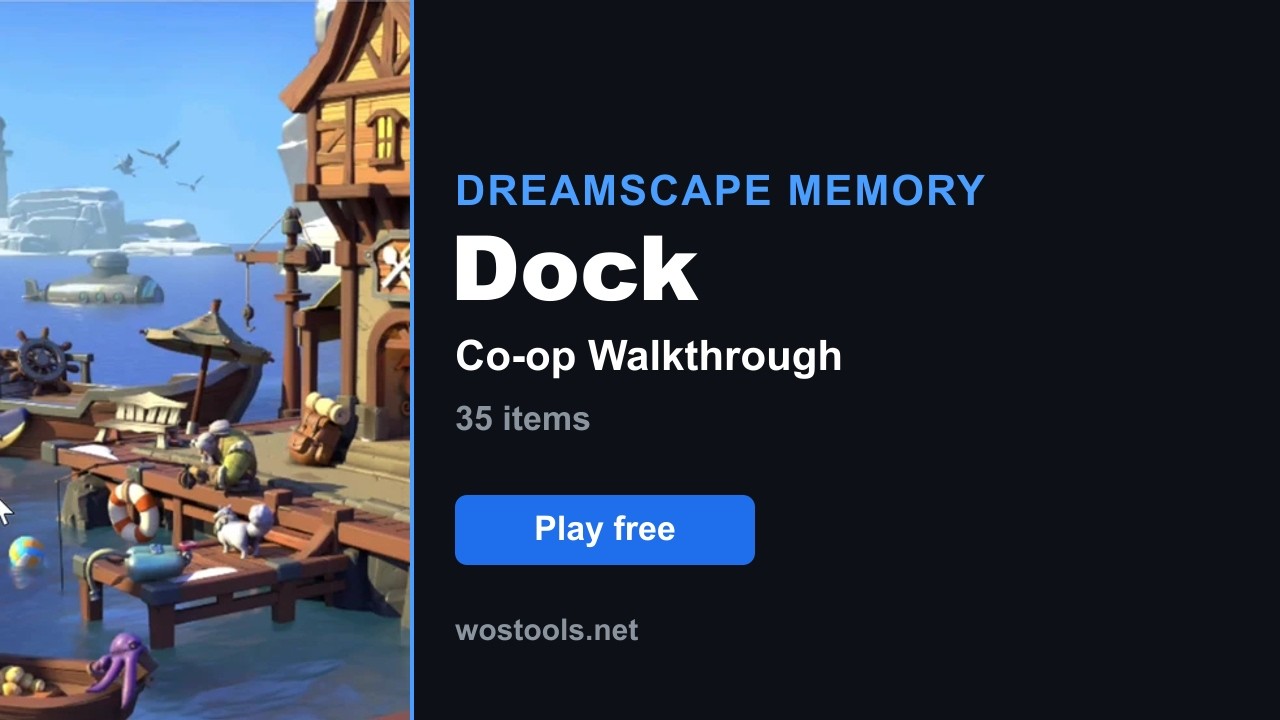 DREAMSCAPE MEMORY
Dock
Co-op Walkthrough
35 items
Play free
wostools.net